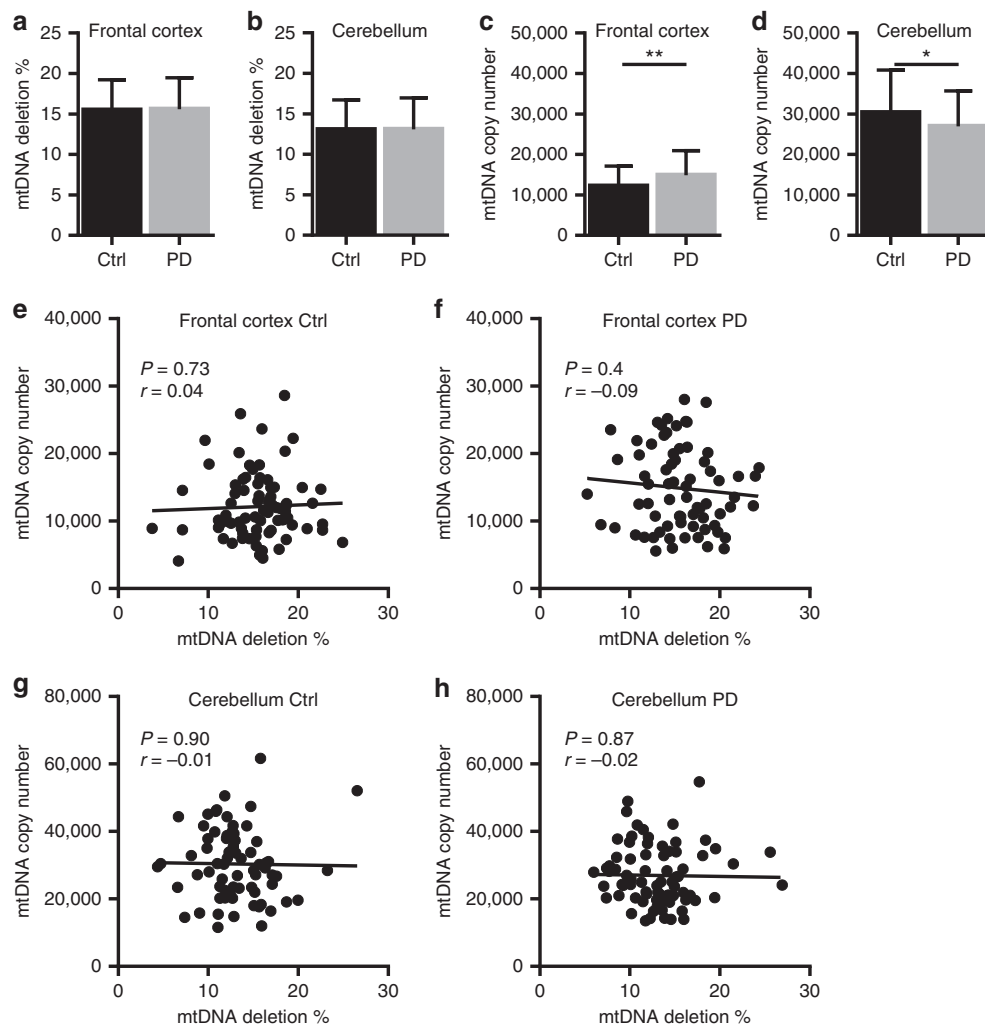 a
Frontal cortex
mtDNA deletion %
25
20
15
10
5
0
Ctrl
PD
b
Cerebellum
mtDNA deletion %
25
20
15
10
5
0
Ctrl
PD
c
Frontal cortex
mtDNA copy number
50,000
40,000
30,000
20,000
10,000
0
**
Ctrl
PD
d
Cerebellum
mtDNA copy number
50,000
40,000
30,000
20,000
10,000
0
*
Ctrl
PD
e
Frontal cortex Ctrl
mtDNA copy number
40,000
30,000
20,000
10,000
0
P = 0.73
r = 0.04
0 10 20 30
mtDNA deletion %
f
Frontal cortex PD
mtDNA copy number
40,000
30,000
20,000
10,000
0
P = 0.4
r = –0.09
0 10 20 30
mtDNA deletion %
g
Cerebellum Ctrl
mtDNA copy number
80,000
60,000
40,000
20,000
0
P = 0.90
r = –0.01
0 10 20 30
mtDNA deletion %
h
Cerebellum PD
mtDNA copy number
80,000
60,000
40,000
20,000
0
P = 0.87
r = –0.02
0 10 20 30
mtDNA deletion %